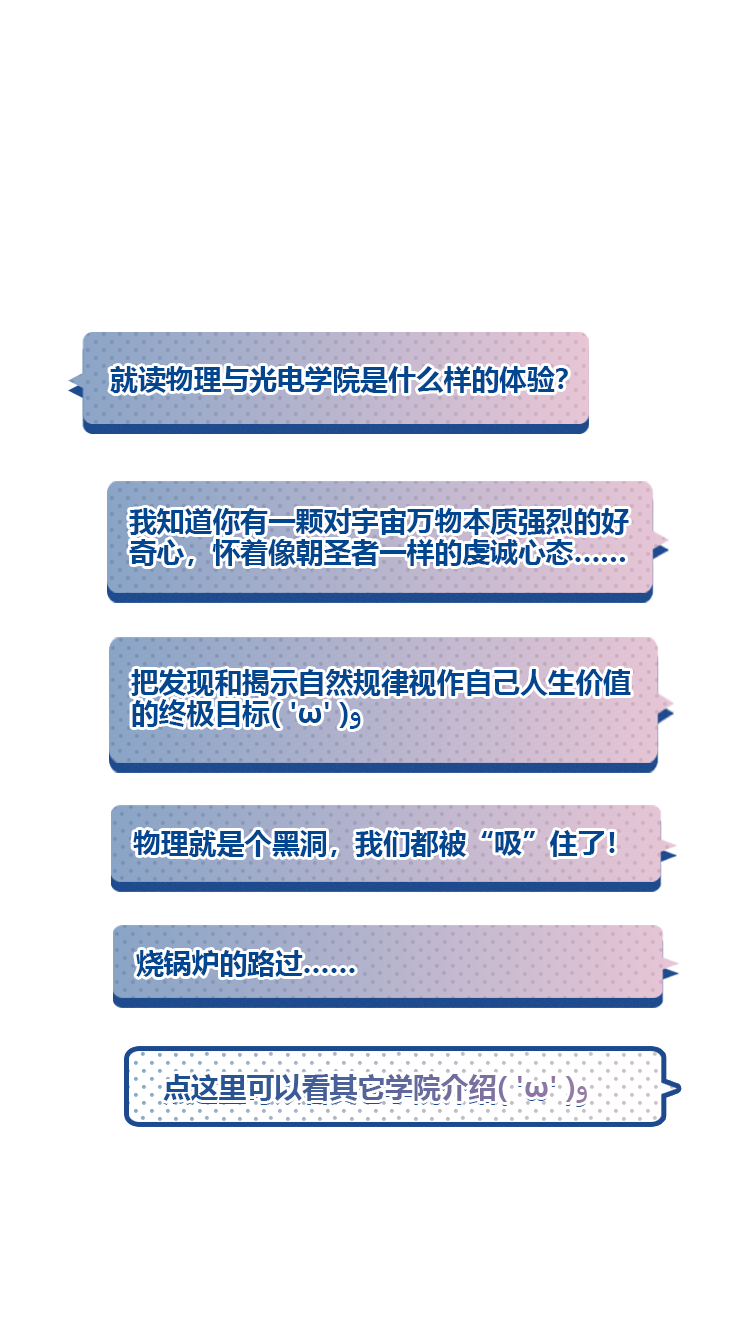 就读物理与光电学院是什么样的体验？
我知道你有一颗对宇宙万物本质强烈的好
奇心，怀着像朝圣者一样的虔诚心态……
把发现和揭示自然规律视作自己人生价值
的终极目标( 'ω' )و
物理就是个黑洞，我们都被“吸”住了！
烧锅炉的路过……
点这里可以看其它学院介绍( 'ω' )و